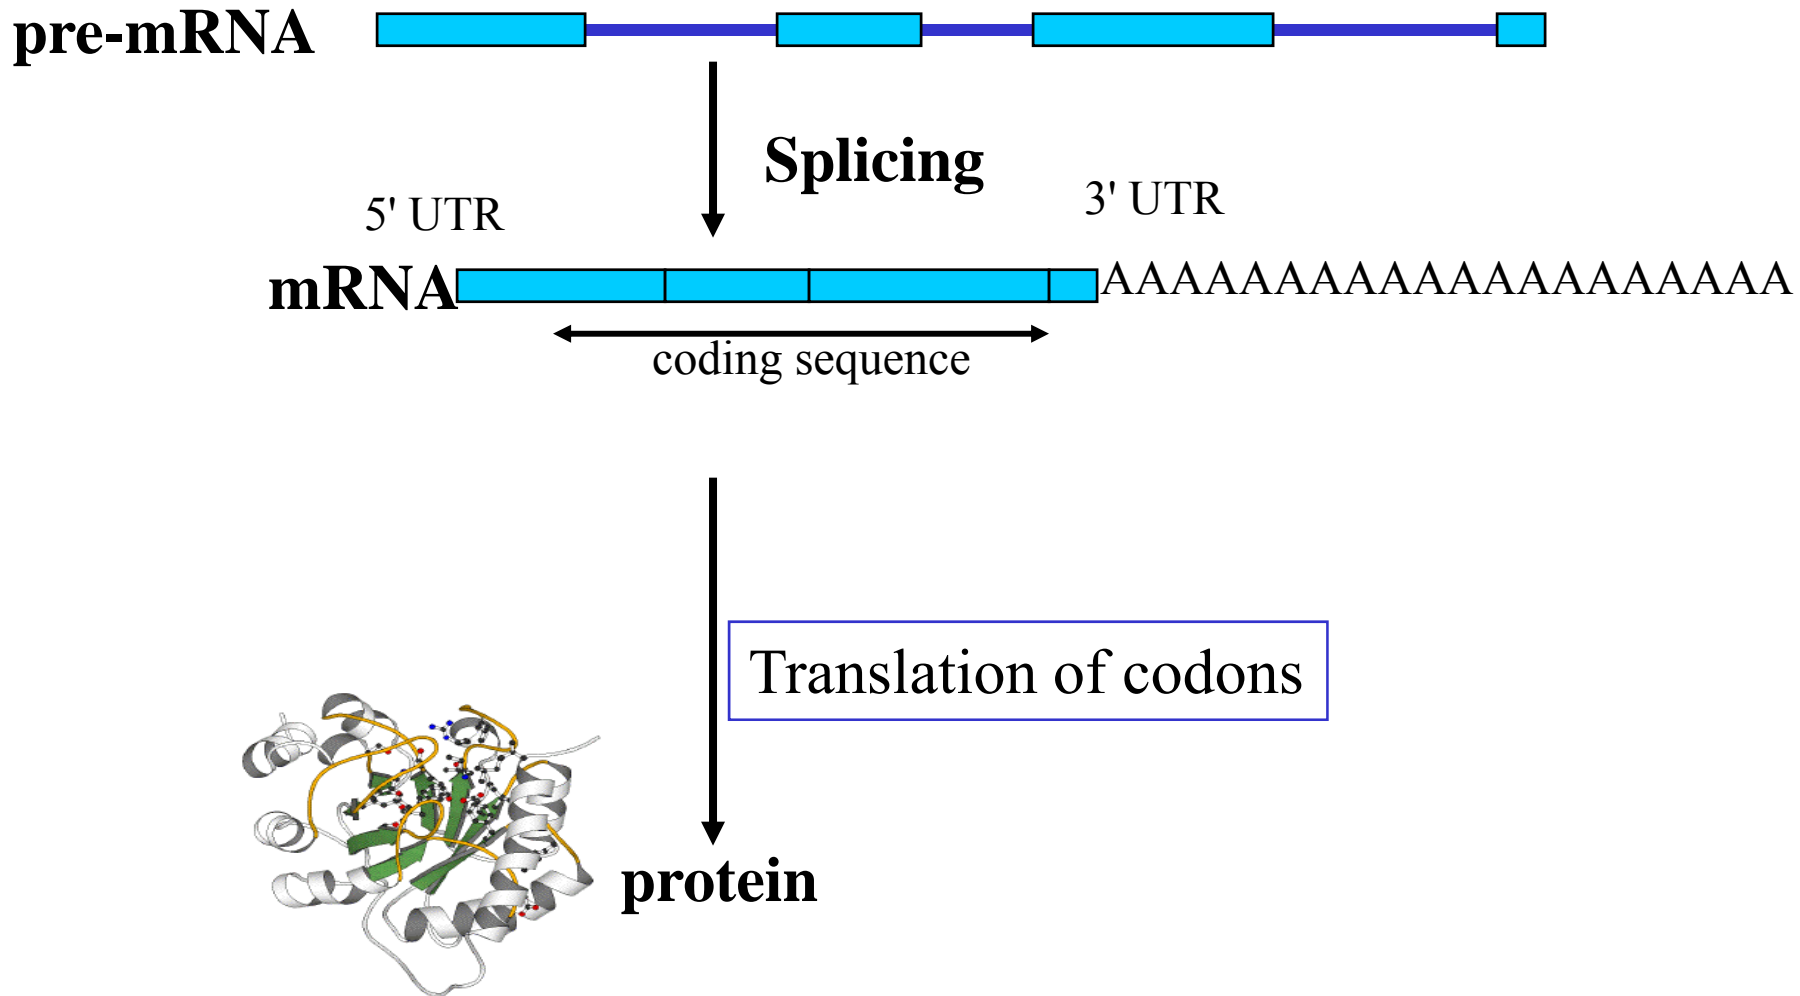 pre-mRNA
Splicing
5' UTR
3' UTR
mRNA
AAAAAAAAAAAAAAAAAAAA
coding sequence
Translation of codons
protein